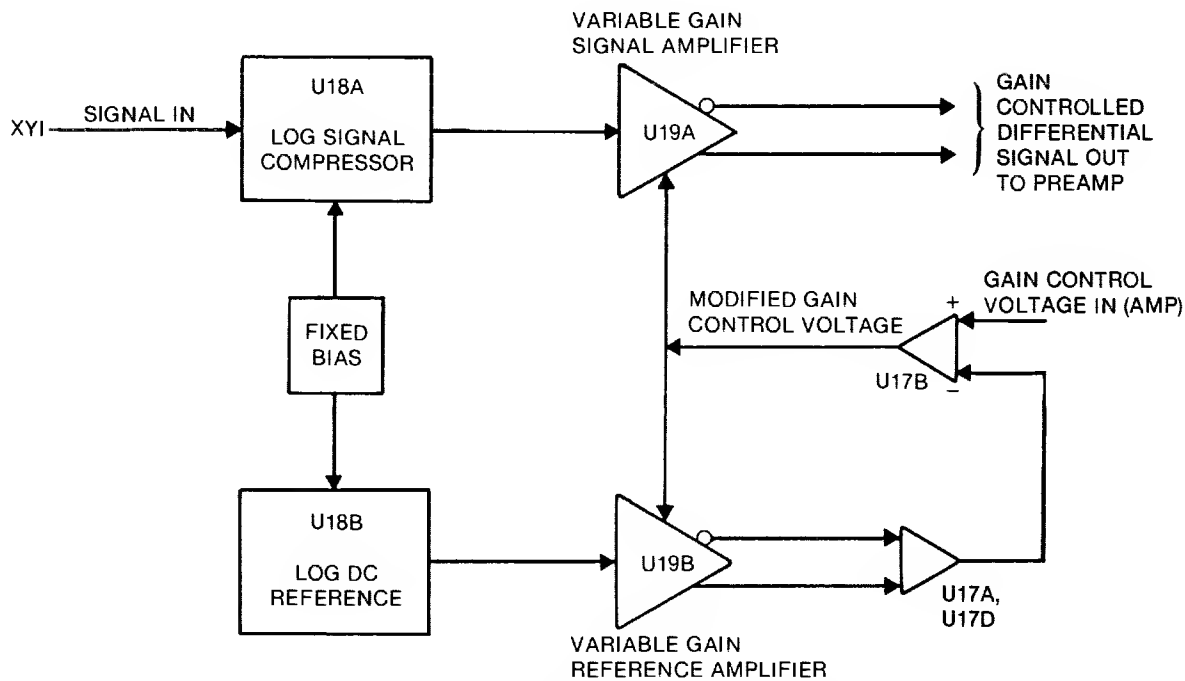 VARIABLE GAIN
SIGNAL AMPLIFIER
U18A
LOG SIGNAL
COMPRESSOR
XYI
SIGNAL IN
U19A
GAIN
CONTROLLED
DIFFERENTIAL
SIGNAL OUT
TO PREAMP
FIXED
BIAS
MODIFIED GAIN
CONTROL VOLTAGE
+
GAIN CONTROL
VOLTAGE IN (AMP)
U17B
−
U18B
LOG DC
REFERENCE
U19B
U17A,
U17D
VARIABLE GAIN
REFERENCE AMPLIFIER